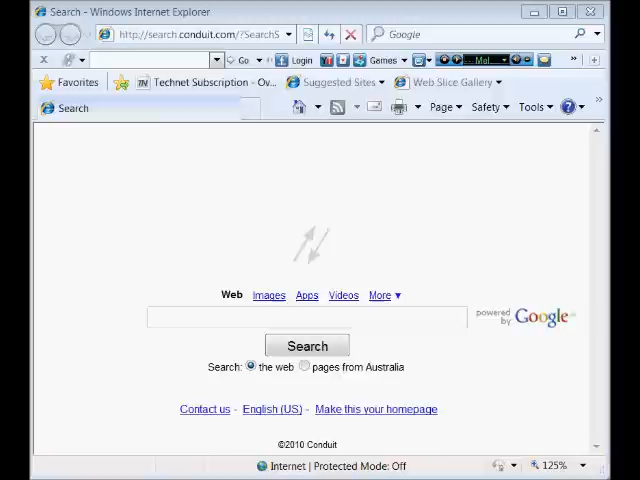 Search - Windows Internet Explorer
http://search.conduit.com/?SearchS
Google
x Go Login Games Mel »
Favorites TN Technet Subscription - Ov... Suggested Sites Web Slice Gallery
Search Page Safety Tools »
Web Images Apps Videos More ▼
powered by Google
Search
Search: the web pages from Australia
Contact us - English (US) - Make this your homepage
©2010 Conduit
Internet | Protected Mode: Off 125%